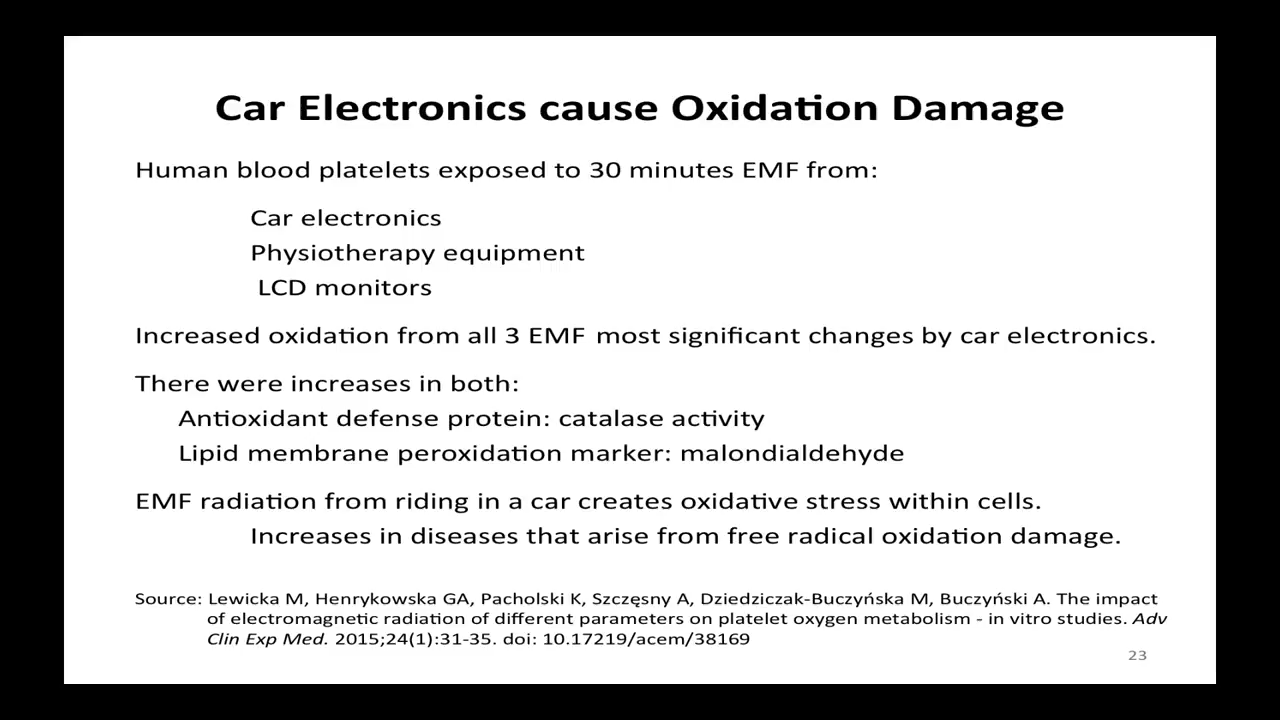 Car Electronics cause Oxidation Damage
Human blood platelets exposed to 30 minutes EMF from:
Car electronics
Physiotherapy equipment
LCD monitors
Increased oxidation from all 3 EMF most significant changes by car electronics.
There were increases in both:
Antioxidant defense protein: catalase activity
Lipid membrane peroxidation marker: malondialdehyde
EMF radiation from riding in a car creates oxidative stress within cells.
Increases in diseases that arise from free radical oxidation damage.
Source: Lewicka M, Henrykowska GA, Pacholski K, Szczęsny A, Dziedziczak-Buczyńska M, Buczyński A. The impact
of electromagnetic radiation of different parameters on platelet oxygen metabolism - in vitro studies. Adv
Clin Exp Med. 2015;24(1):31-35. doi: 10.17219/acem/38169
23